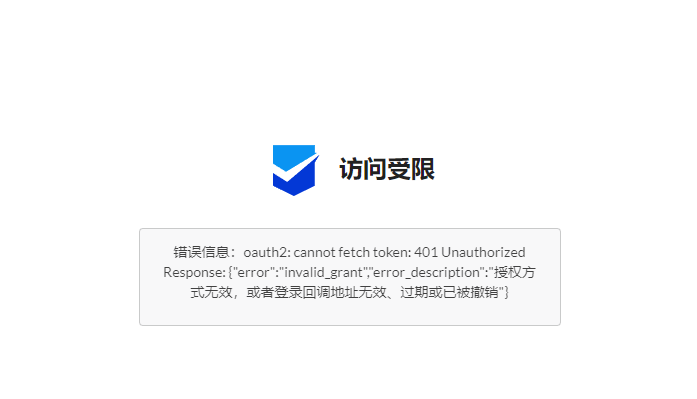 访问受限
错误信息：oauth2: cannot fetch token: 401 Unauthorized
Response: {"error":"invalid_grant","error_description":"授权方
式无效，或者登录回调地址无效、过期或已被撤销"}